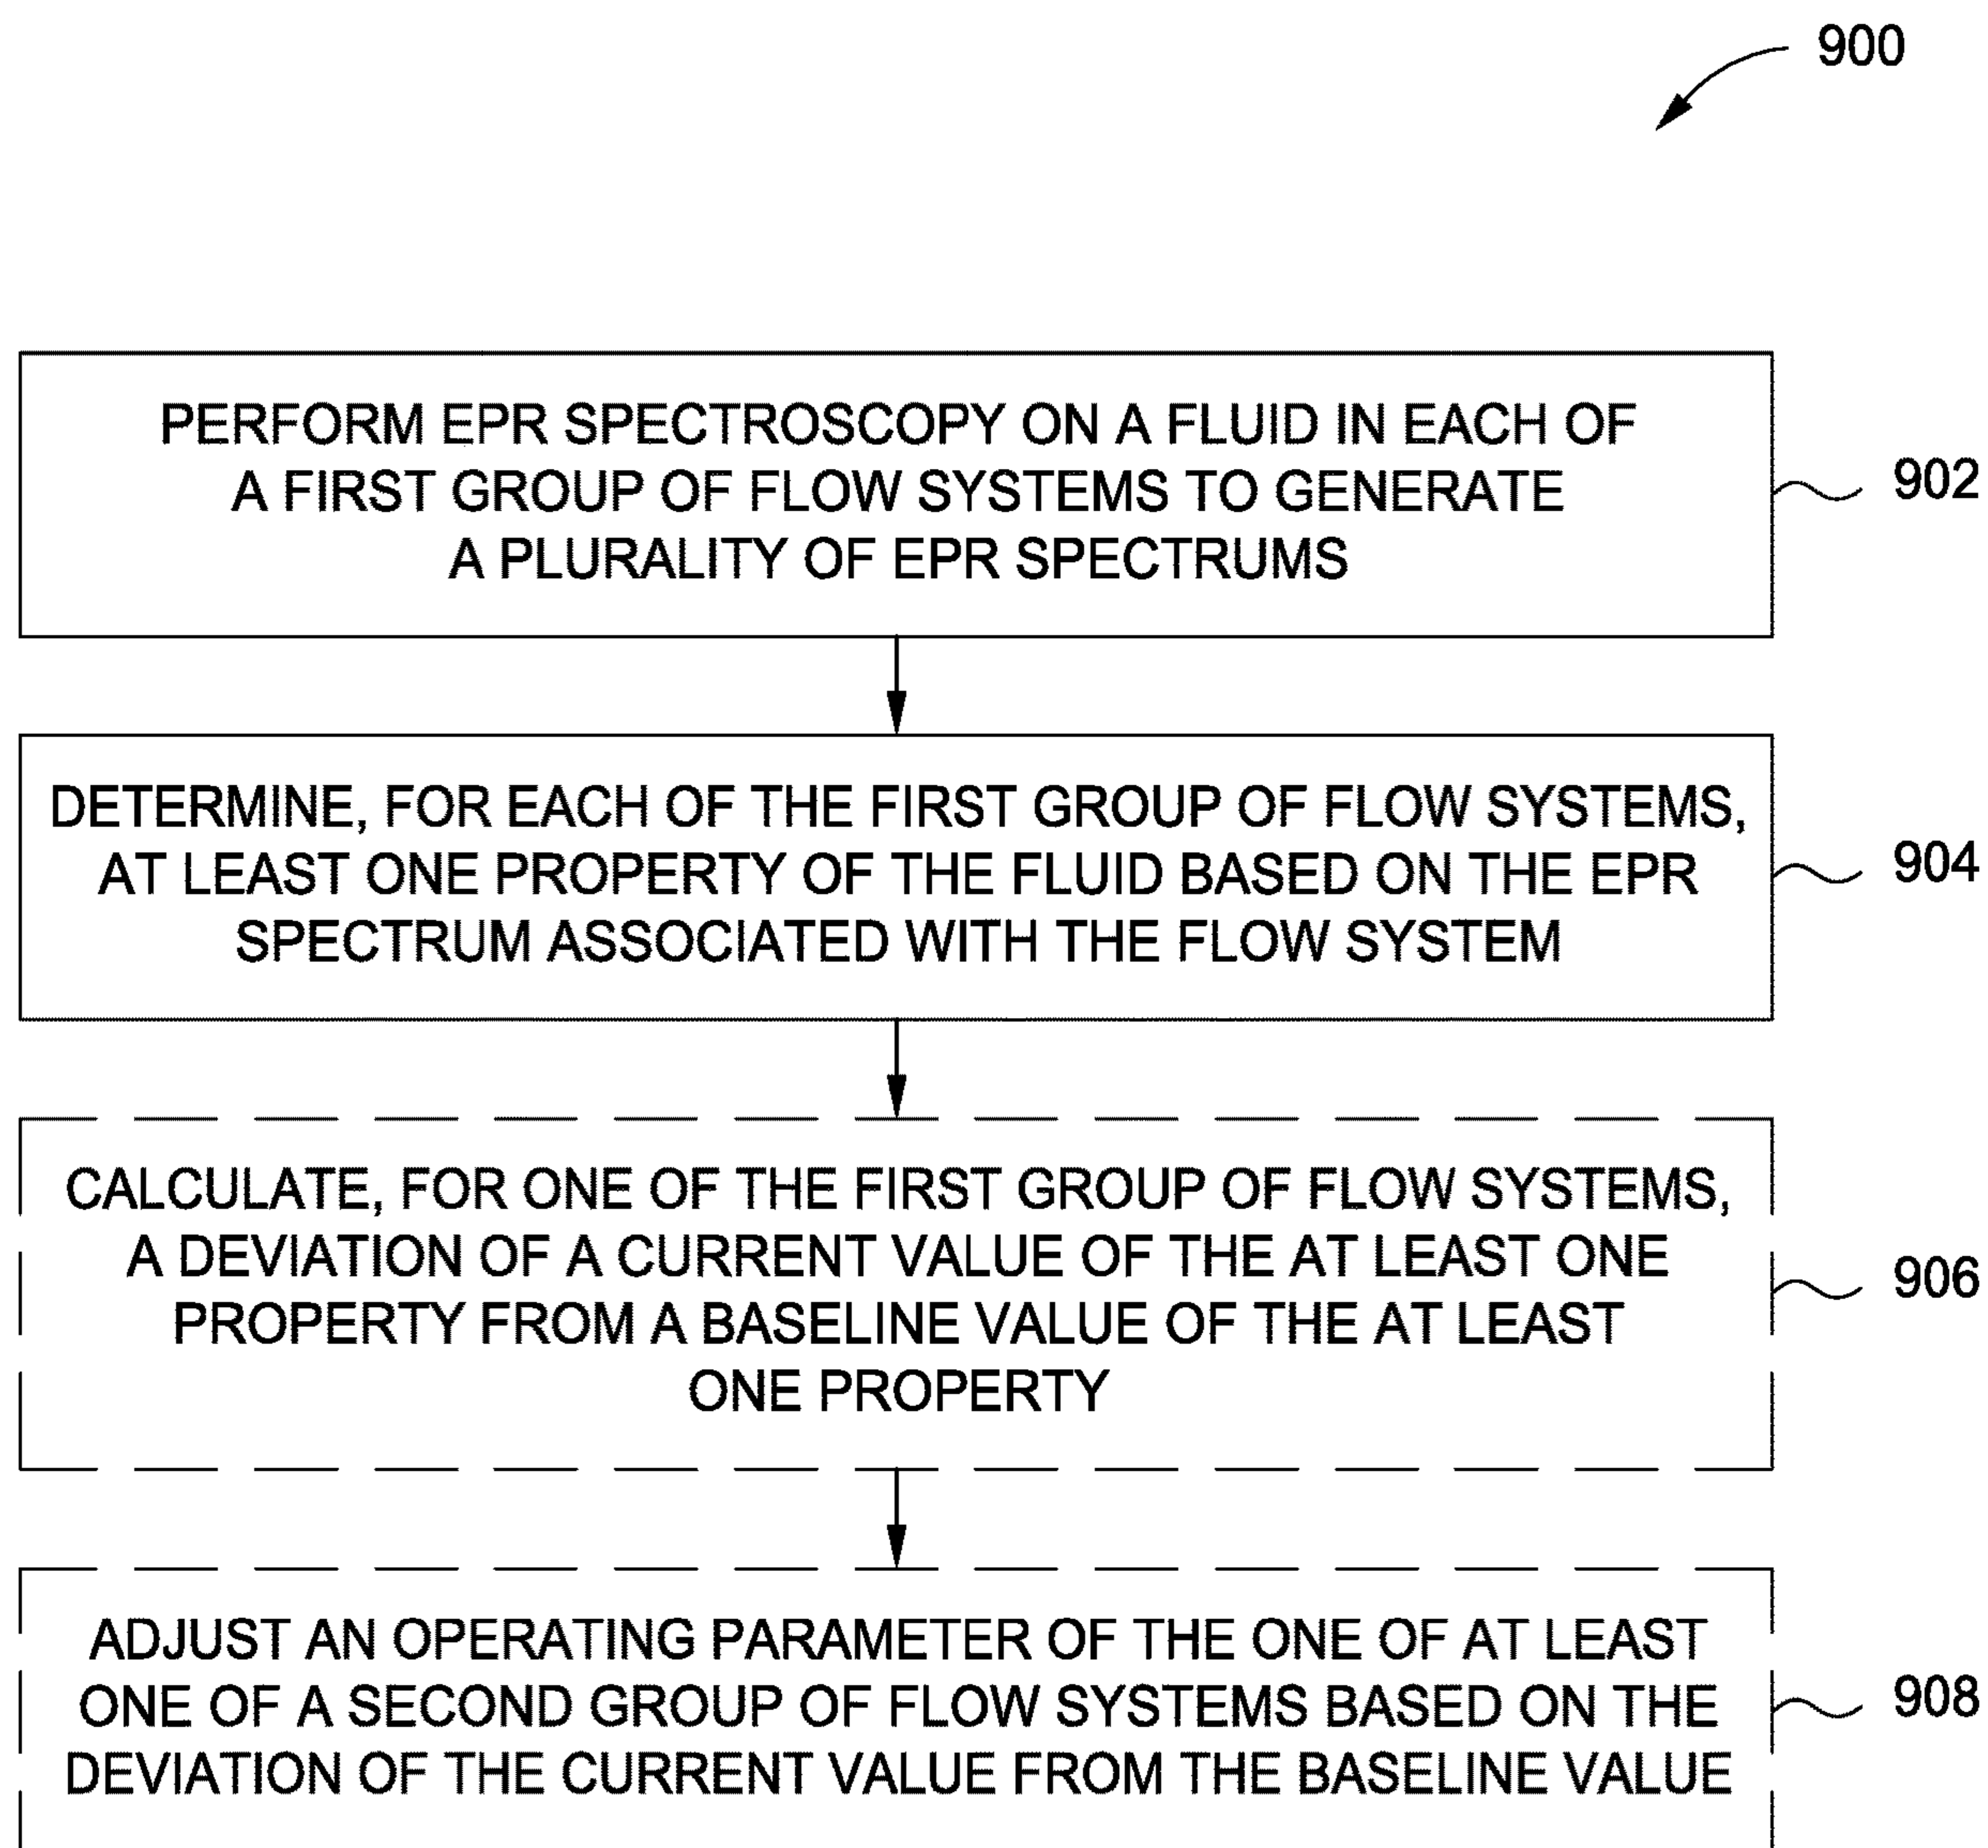 900
PERFORM EPR SPECTROSCOPY ON A FLUID IN EACH OF
A FIRST GROUP OF FLOW SYSTEMS TO GENERATE
A PLURALITY OF EPR SPECTRUMS
902
DETERMINE, FOR EACH OF THE FIRST GROUP OF FLOW SYSTEMS,
AT LEAST ONE PROPERTY OF THE FLUID BASED ON THE EPR
SPECTRUM ASSOCIATED WITH THE FLOW SYSTEM
904
CALCULATE, FOR ONE OF THE FIRST GROUP OF FLOW SYSTEMS,
A DEVIATION OF A CURRENT VALUE OF THE AT LEAST ONE
PROPERTY FROM A BASELINE VALUE OF THE AT LEAST
ONE PROPERTY
906
ADJUST AN OPERATING PARAMETER OF THE ONE OF AT LEAST
ONE OF A SECOND GROUP OF FLOW SYSTEMS BASED ON THE
DEVIATION OF THE CURRENT VALUE FROM THE BASELINE VALUE
908